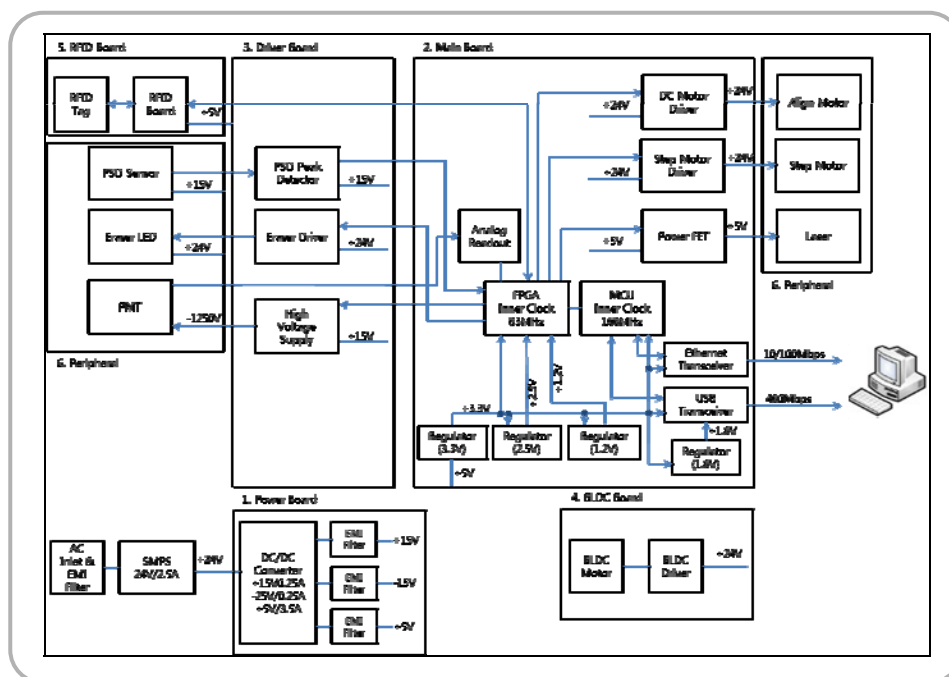 5. RFID Board
3. Driver Board
2. Main Board
RFID
Tag
RFID
Board
+5V
PSD Sensor
+15V
Eraser LED
+24V
PMT
-1250V
6. Peripheral
PSD Peak
Detector
+15V
Eraser Driver
+24V
High
Voltage
Supply
+15V
Analog
Readout
FPGA
Inner Clock
63MHz
MCU
Inner Clock
166MHz
+24V
DC Motor
Driver
+24V
+24V
Step Motor
Driver
+24V
+5V
Power FET
+5V
Align Motor
Step Motor
Laser
6. Peripheral
Ethernet
Transceiver
10/100Mbps
USB
Transceiver
480Mbps
+3.3V
+2.5V
+1.2V
+1.8V
Regulator
(3.3V)
Regulator
(2.5V)
Regulator
(1.2V)
Regulator
(1.8V)
+5V
1. Power Board
4. BLDC Board
AC
Inlet &
EMI
Filter
SMPS
24V/2.5A
+24V
DC/DC
Converter
+15V/0.25A
-25V/0.25A
+5V/3.5A
EMI
Filter
+15V
EMI
Filter
-15V
EMI
Filter
+5V
BLDC
Motor
BLDC
Driver
+24V